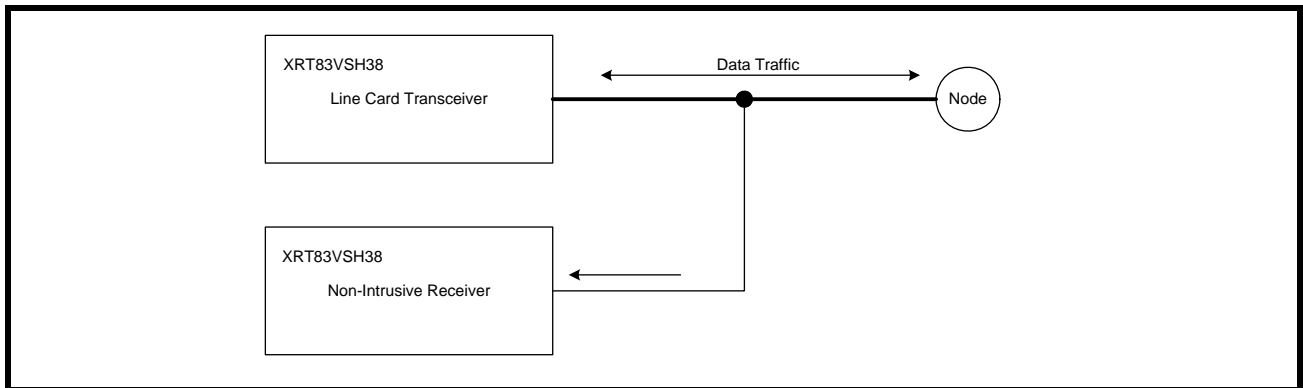 XRT83VSH38
Line Card Transceiver
Data Traffic
Node
XRT83VSH38
Non-Intrusive Receiver